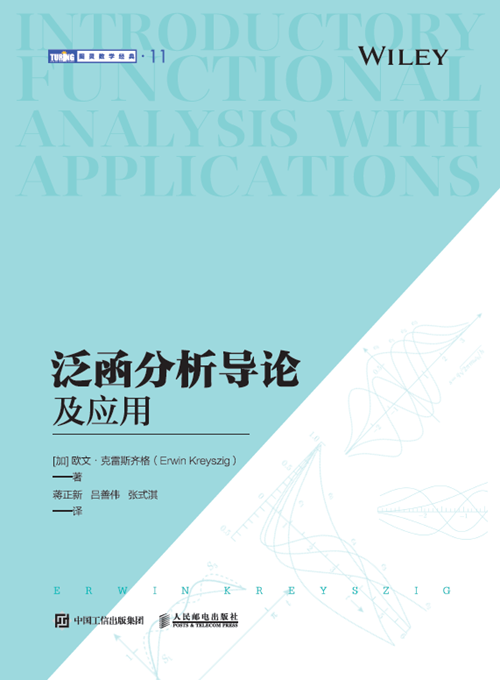 INTRODUCTORY
FUNCTIONAL
ANALYSIS WITH
APPLICATIONS
TURING 图灵数学经典 · 11
WILEY
泛函分析导论
及应用
[加] 欧文 · 克雷斯齐格（Erwin Kreyszig）
著
蒋正新 吕善伟 张式淇
译
ERWIN KREYSZIG
中国工信出版集团
人民邮电出版社
POSTS & TELECOM PRESS